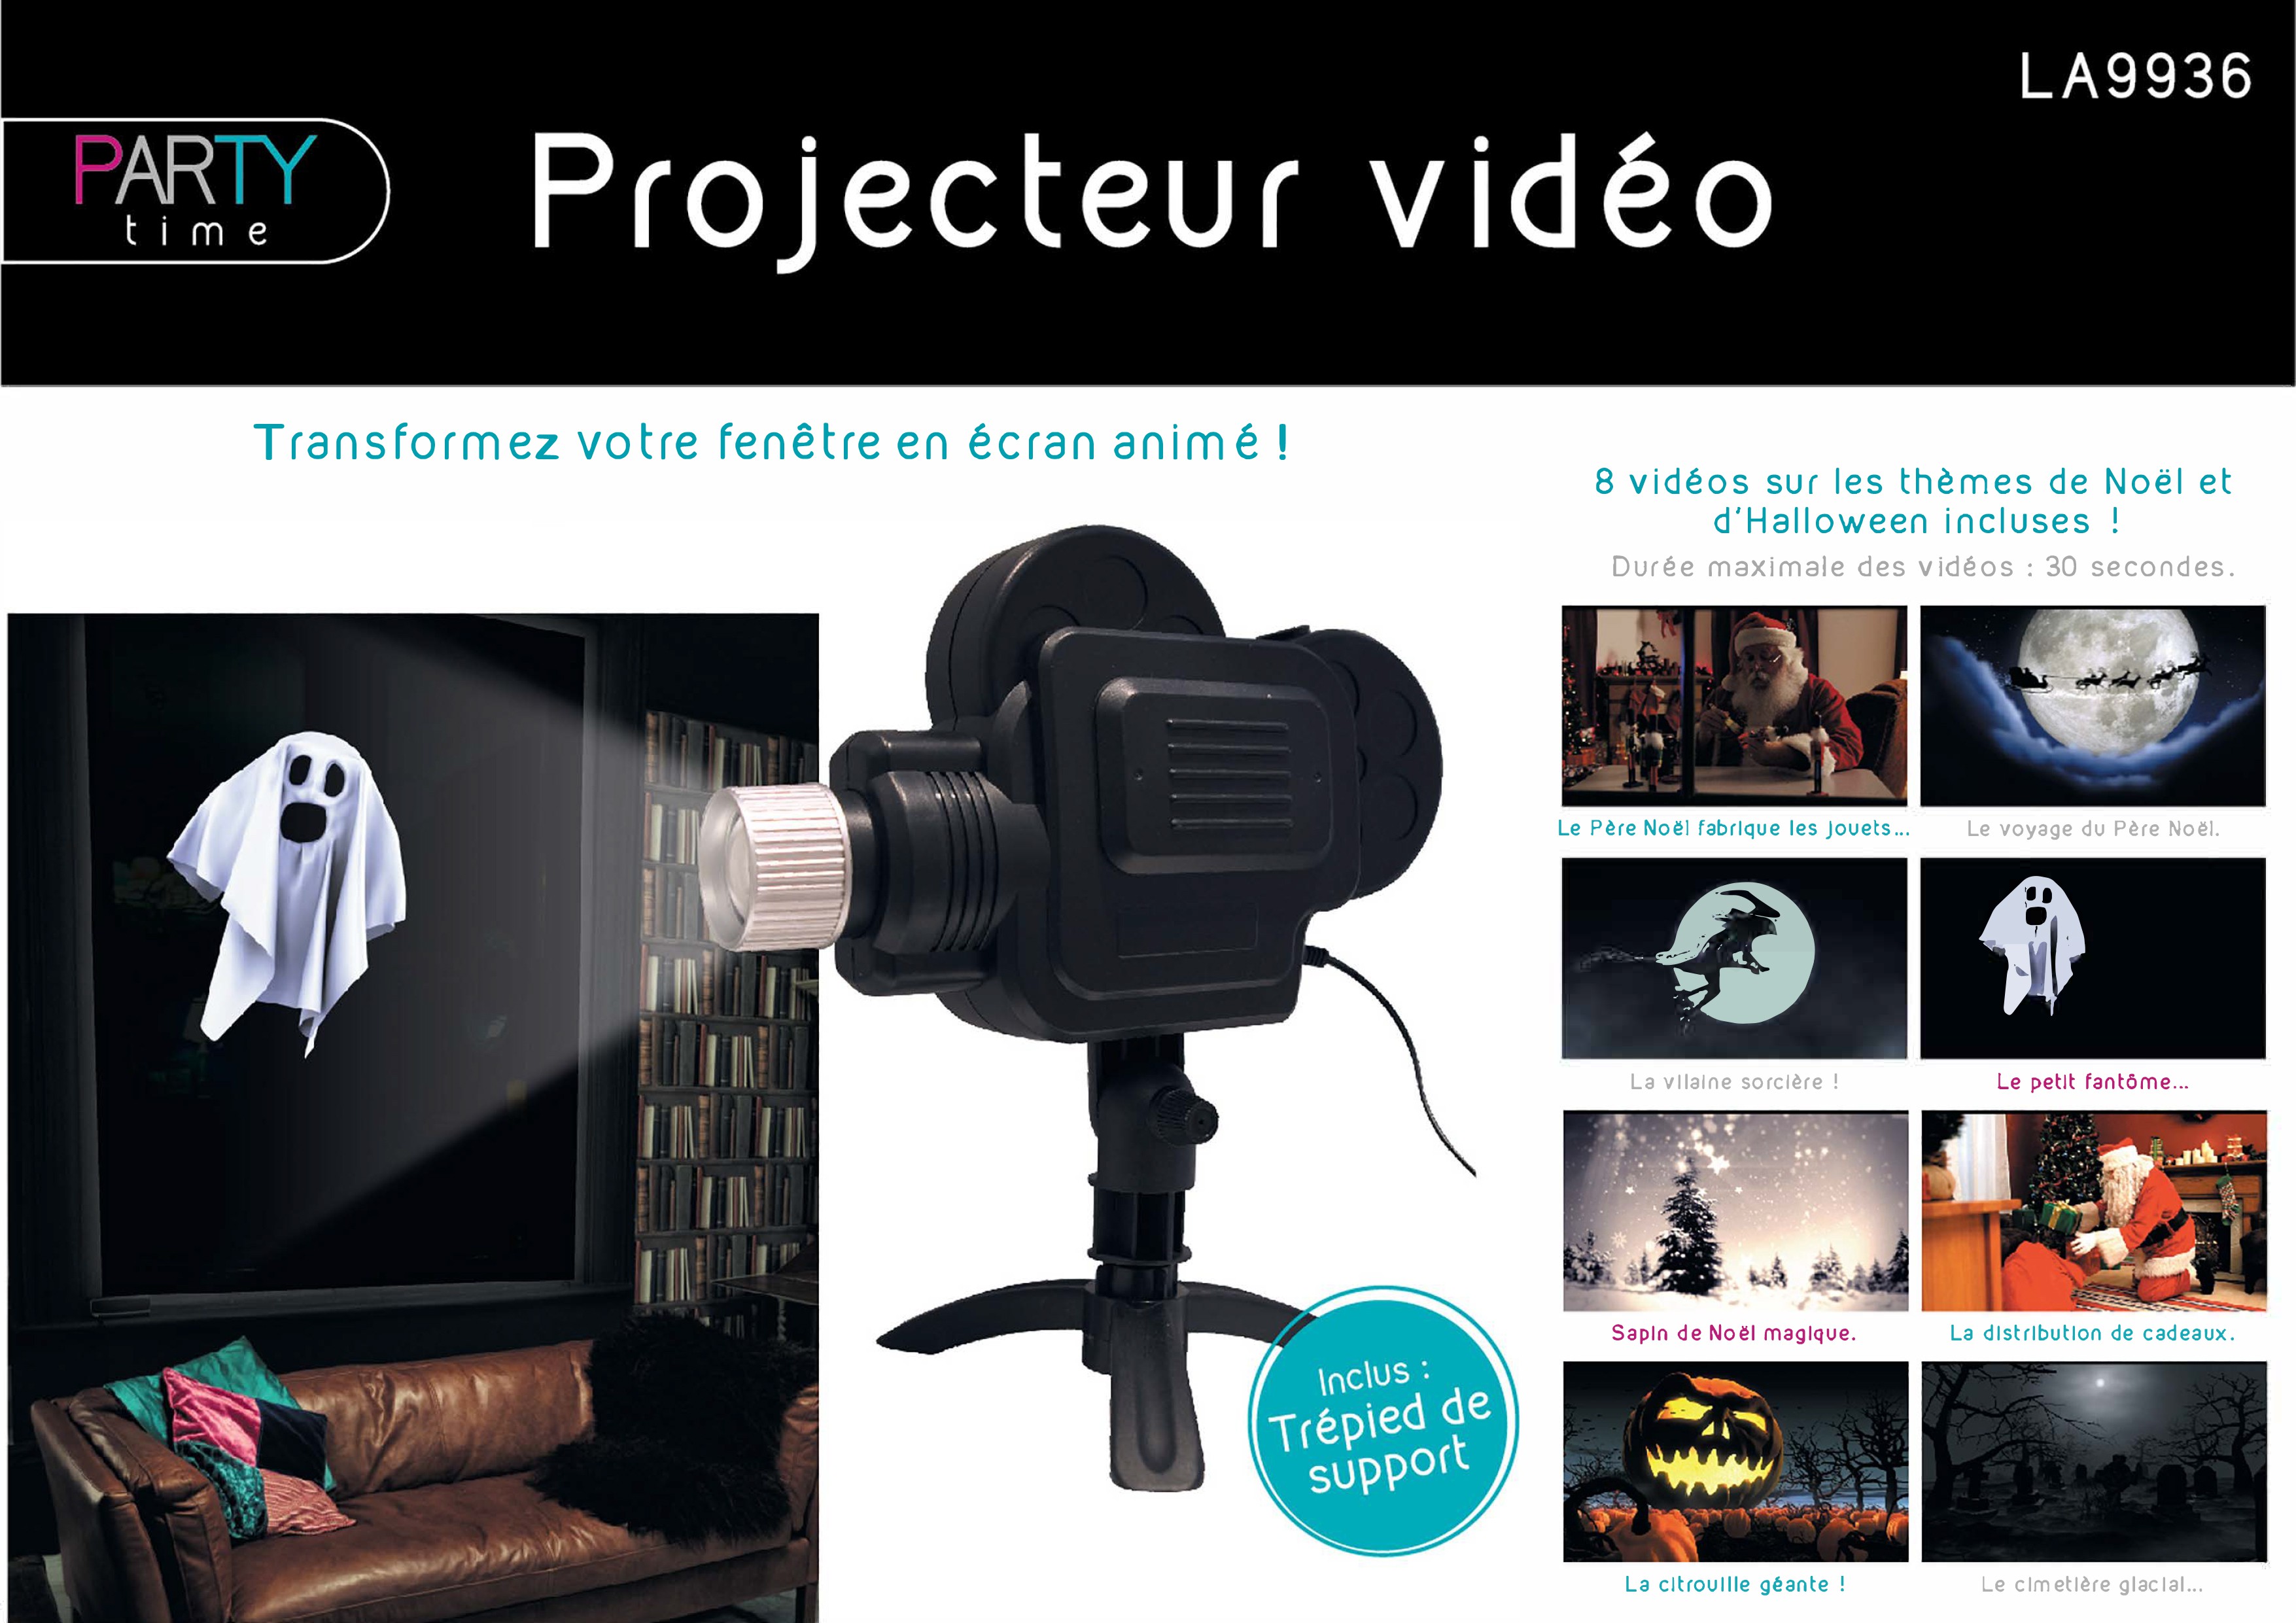 LA9936
PARTY
time
Projecteur vidéo
Transformez votre fenêtre en écran animé !
8 vidéos sur les thèmes de Noël et
d'Halloween incluses !
Durée maximale des vidéos : 30 secondes.
Le Père Noël fabrique les jouets...
Le voyage du Père Noël.
La vilaine sorcière !
Le petit fantôme...
Sapin de Noël magique.
La distribution de cadeaux.
La citrouille géante !
Le cimetière glacial...
Inclus :
Trépied de
support